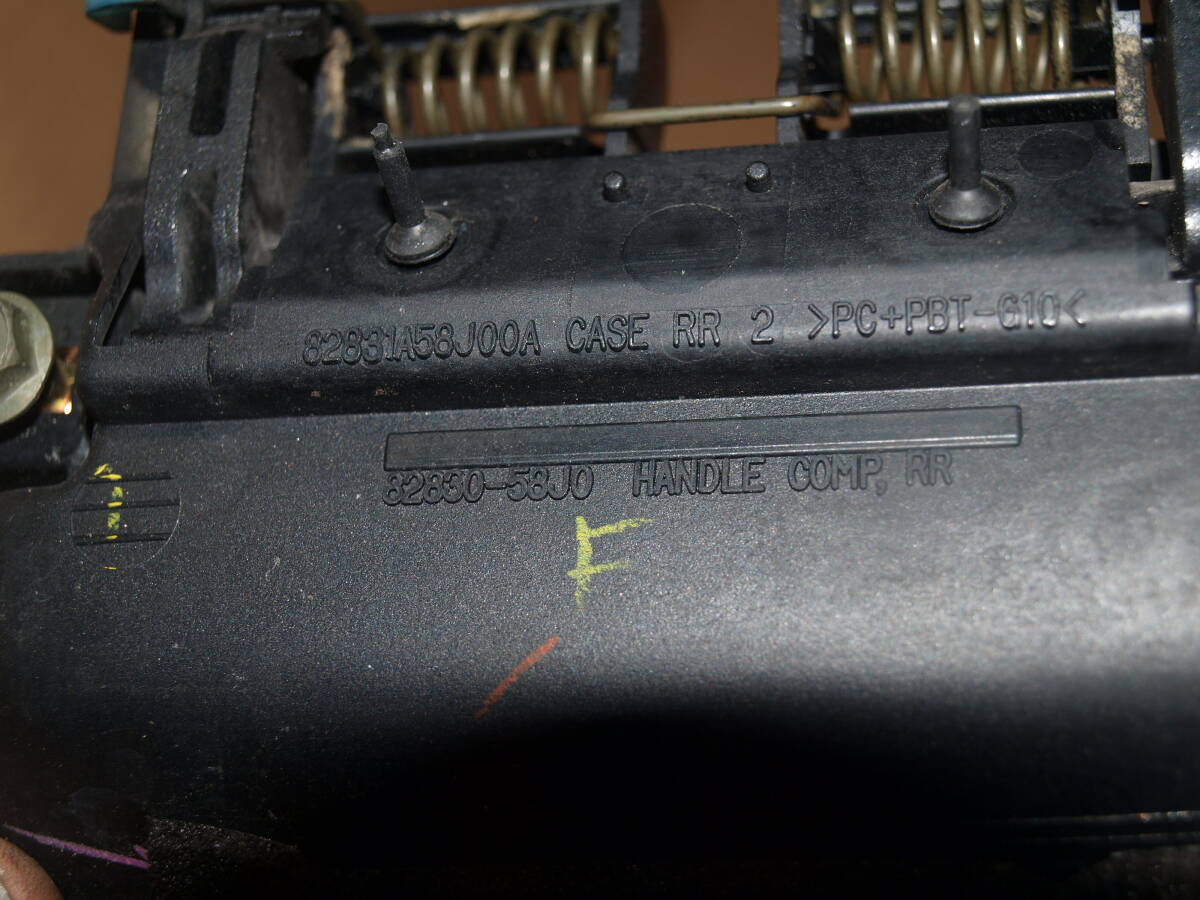 82831A58J00A CASE RR 2 >PC+PBT-G10<
82830-58J0 HANDLE COMP, RR
F